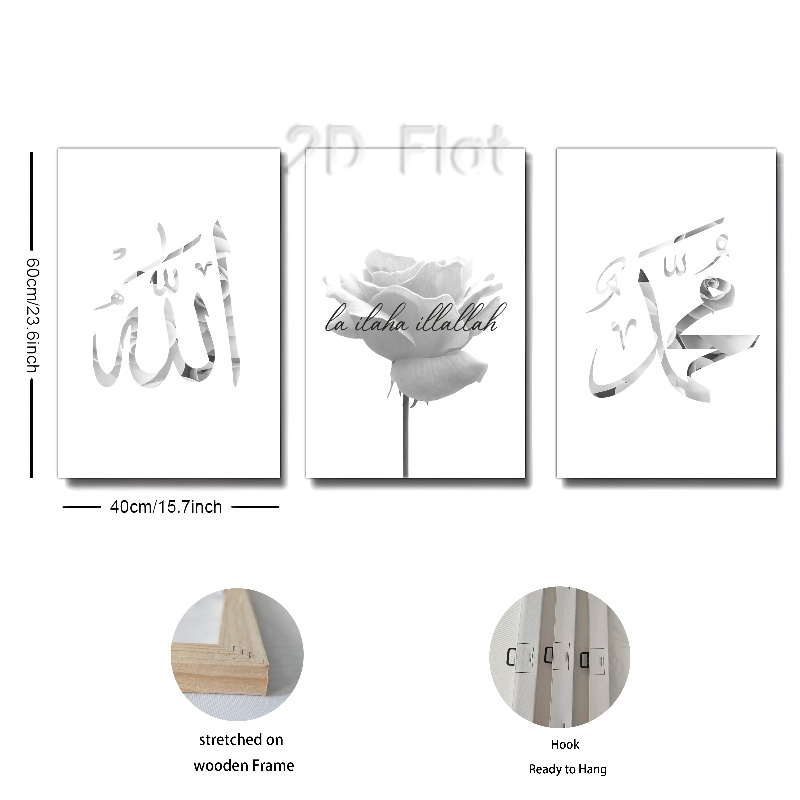 2D Flat
الله
la ilaha illallah
محمد
60cm/23.6inch
40cm/15.7inch
stretched on
wooden Frame
Hook
Ready to Hang